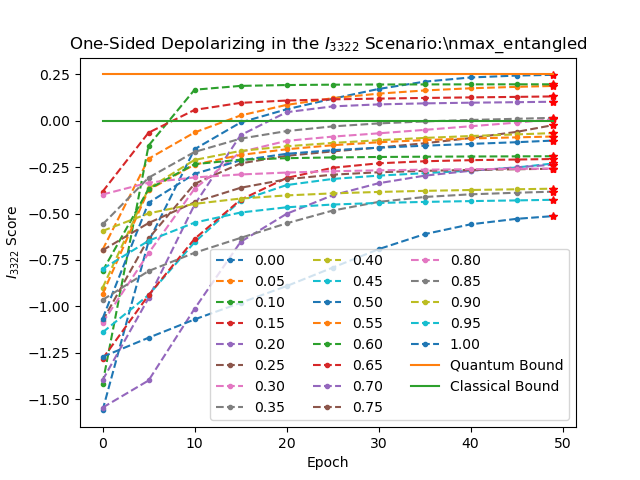 One-Sided Depolarizing in the I3322 Scenario:\nmax_entangled
0.25
0.00
−0.25
−0.50
−0.75
−1.00
−1.25
−1.50
I3322 Score
0 10 20 30 40 50
Epoch
0.00 0.40 0.80
0.05 0.45 0.85
0.10 0.50 0.90
0.15 0.55 0.95
0.20 0.60 1.00
0.25 0.65 Quantum Bound
0.30 0.70 Classical Bound
0.35 0.75